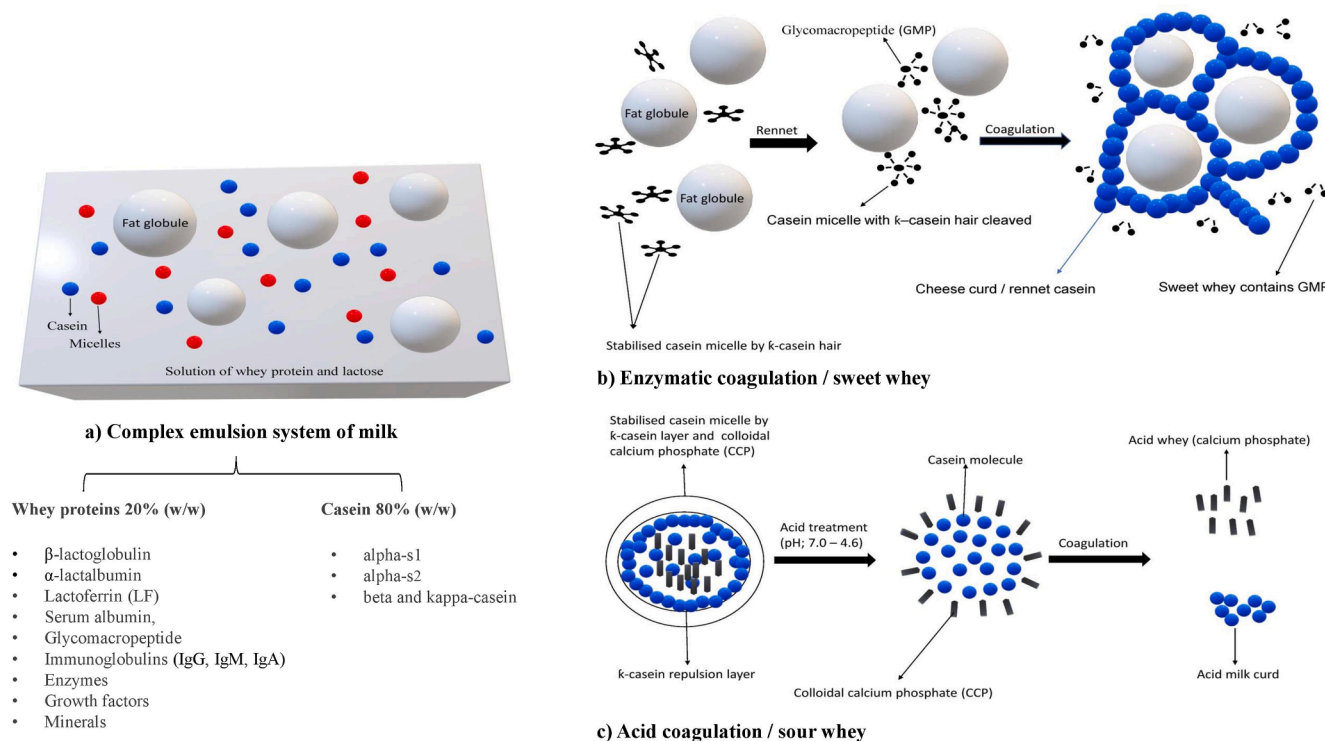 Fat globule
Casein
Micelles
Solution of whey protein and lactose
a) Complex emulsion system of milk
Whey proteins 20% (w/w)
• β-lactoglobulin
• α-lactalbumin
• Lactoferrin (LF)
• Serum albumin,
• Glycomacropeptide
• Immunoglobulins (IgG, IgM, IgA)
• Enzymes
• Growth factors
• Minerals
Casein 80% (w/w)
• alpha-s1
• alpha-s2
• beta and kappa-casein
Glycomacropeptide (GMP)
Fat globule
Rennet
Coagulation
Fat globule
Casein micelle with ƙ–casein hair cleaved
Cheese curd / rennet casein
Sweet whey contains GMP
Stabilised casein micelle by ƙ-casein hair
b) Enzymatic coagulation / sweet whey
Stabilised casein micelle by
ƙ-casein layer and colloidal
calcium phosphate (CCP)
Casein molecule
Acid whey (calcium phosphate)
Acid treatment
(pH; 7.0 – 4.6)
Coagulation
ƙ-casein repulsion layer
Colloidal calcium phosphate (CCP)
Acid milk curd
c) Acid coagulation / sour whey